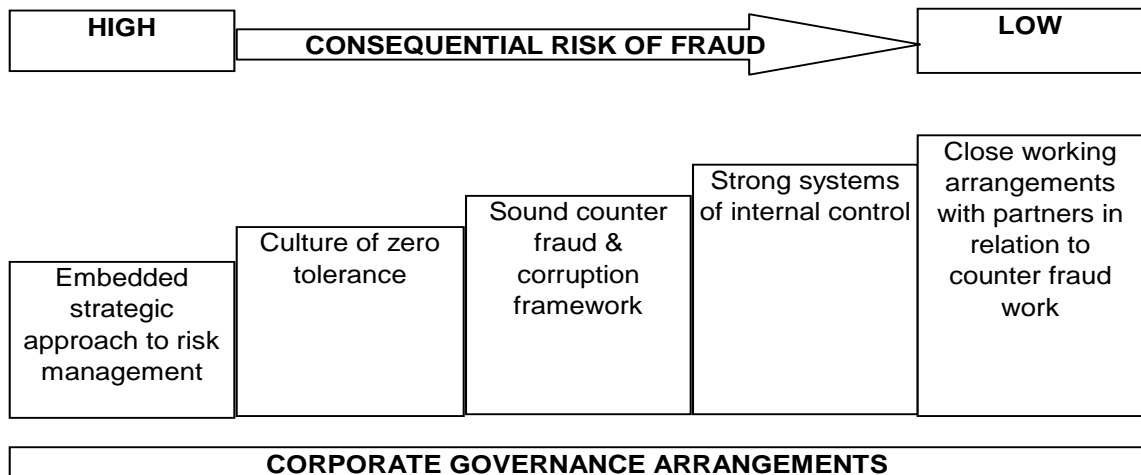 HIGH
CONSEQUENTIAL RISK OF FRAUD
LOW
Embedded
strategic
approach to risk
management
Culture of zero
tolerance
Sound counter
fraud &
corruption
framework
Strong systems
of internal control
Close working
arrangements
with partners in
relation to
counter fraud
work
CORPORATE GOVERNANCE ARRANGEMENTS